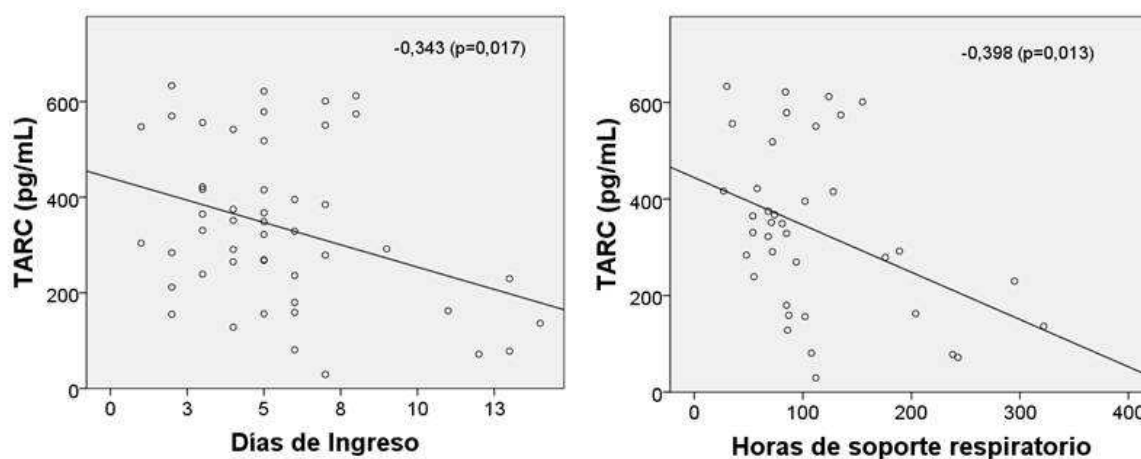 -0,343 (p=0,017)
TARC (pg/mL)
600
400
200
0
0 3 5 8 10 13
Días de Ingreso
-0,398 (p=0,013)
TARC (pg/mL)
600
400
200
0
0 100 200 300 400
Horas de soporte respiratorio